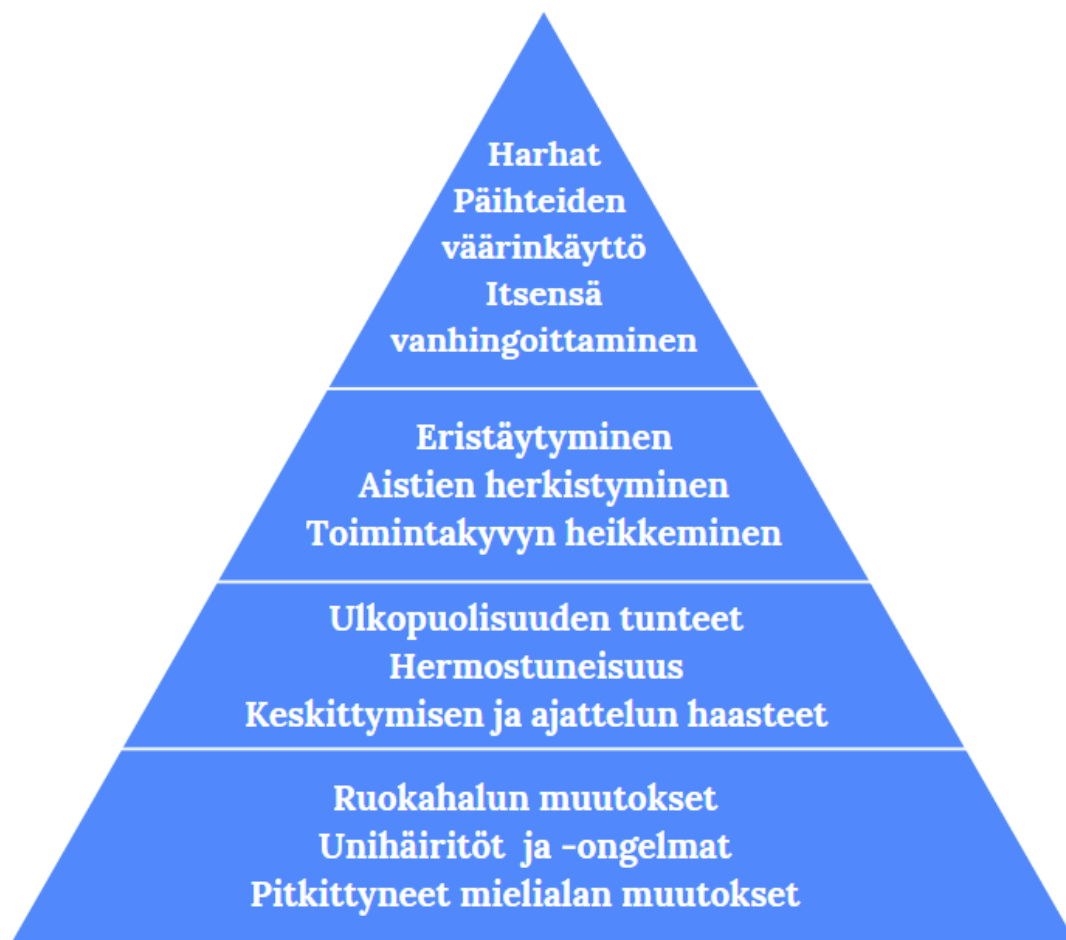 Harhat
Päihteiden
väärinkäyttö
Itsensä
vanhingoittaminen
Eristäytyminen
Aistien herkistyminen
Toimintakyvyn heikkeminen
Ulkopuolisuuden tunteet
Hermostuneisuus
Keskittymisen ja ajattelun haasteet
Ruokahalun muutokset
Unihäiritöt ja -ongelmat
Pitkittyneet mielialan muutokset